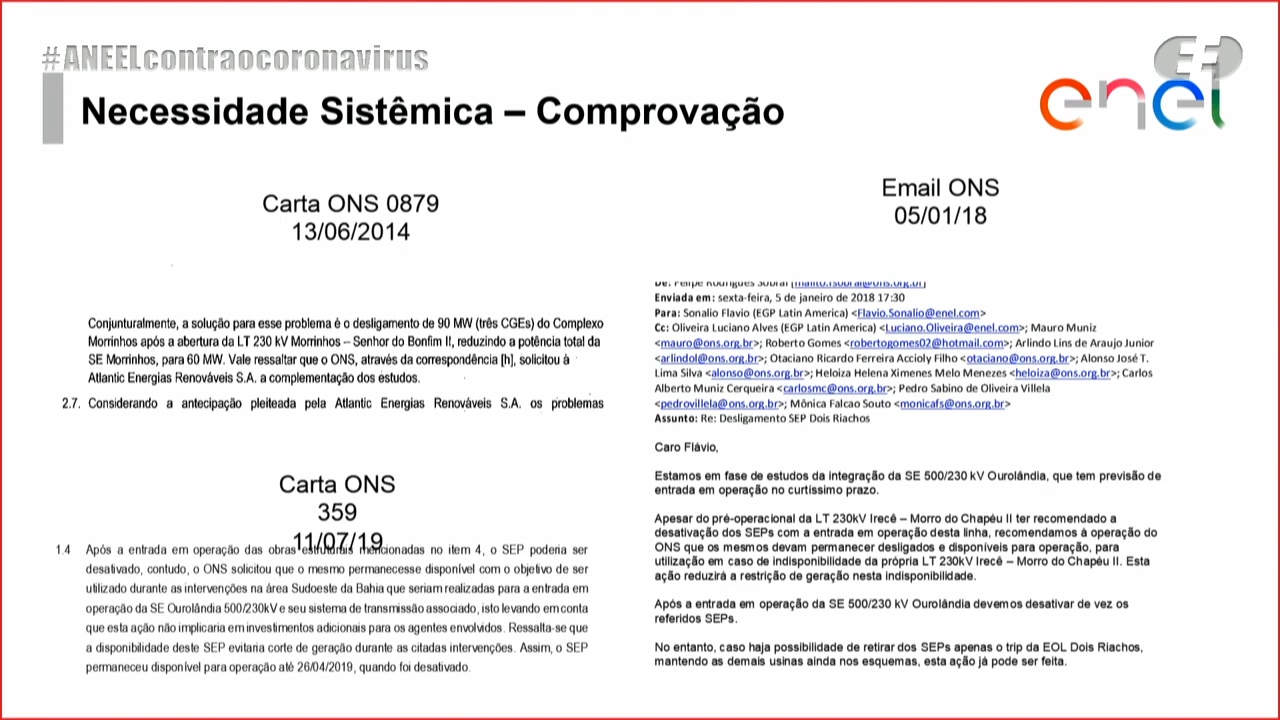 #ANEELcontraocoronavirus
Necessidade Sistêmica – Comprovação
enel
Carta ONS 0879
13/06/2014
Conjunturalmente, a solução para esse problema é o desligamento de 90 MW (três CGEs) do Complexo
Morrinhos após a abertura da LT 230 kV Morrinhos – Senhor do Bonfim II, reduzindo a potência total da
SE Morrinhos, para 60 MW. Vale ressaltar que o ONS, através da correspondência [h], solicitou à
Atlantic Energias Renováveis S.A. a complementação dos estudos.
2.7. Considerando a antecipação pleiteada pela Atlantic Energias Renováveis S.A. os problemas
Carta ONS
359
11/07/19
1.4 Após a entrada em operação das obras estruturais mencionadas no item 4, o SEP poderia ser
desativado, contudo, o ONS solicitou que o mesmo permanecesse disponível com o objetivo de ser
utilizado durante as intervenções na área Sudoeste da Bahia que seriam realizadas para a entrada em
operação da SE Ourolândia 500/230kV e seu sistema de transmissão associado, isto levando em conta
que esta ação não implicaria em investimentos adicionais para os agentes envolvidos. Ressalta-se que
a disponibilidade deste SEP evitaria corte de geração durante as citadas intervenções. Assim, o SEP
permaneceu disponível para operação até 26/04/2019, quando foi desativado.
Email ONS
05/01/18
De: Felipe Rodrigues Sobral [mailto:fsobral@ons.org.br]
Enviada em: sexta-feira, 5 de janeiro de 2018 17:30
Para: Sonalio Flavio (EGP Latin America) <Flavio.Sonalio@enel.com>
Cc: Oliveira Luciano Alves (EGP Latin America) <Luciano.Oliveira@enel.com>; Mauro Muniz
<mauro@ons.org.br>; Roberto Gomes <robertogomes02@hotmail.com>; Arlindo Lins de Araujo Junior
<arlindol@ons.org.br>; Otaciano Ricardo Ferreira Accioly Filho <otaciano@ons.org.br>; Alonso José T.
Lima Silva <alonso@ons.org.br>; Heloiza Helena Ximenes Melo Menezes <heloiza@ons.org.br>; Carlos
Alberto Muniz Cerqueira <carlosmc@ons.org.br>; Pedro Sabino de Oliveira Villela
<pedrovillela@ons.org.br>; Mônica Falcao Souto <monicafs@ons.org.br>
Assunto: Re: Desligamento SEP Dois Riachos
Caro Flávio,
Estamos em fase de estudos da integração da SE 500/230 kV Ourolândia, que tem previsão de
entrada em operação no curtíssimo prazo.
Apesar do pré-operacional da LT 230kV Irecê – Morro do Chapéu II ter recomendado a
desativação dos SEPs com a entrada em operação desta linha, recomendamos à operação do
ONS que os mesmos devam permanecer desligados e disponíveis para operação, para
utilização em caso de indisponibilidade da própria LT 230kV Irecê – Morro do Chapéu II. Esta
ação reduzirá a restrição de geração nesta indisponibilidade.
Após a entrada em operação da SE 500/230 kV Ourolândia devemos desativar de vez os
referidos SEPs.
No entanto, caso haja possibilidade de retirar dos SEPs apenas o trip da EOL Dois Riachos,
mantendo as demais usinas ainda nos esquemas, esta ação já pode ser feita.